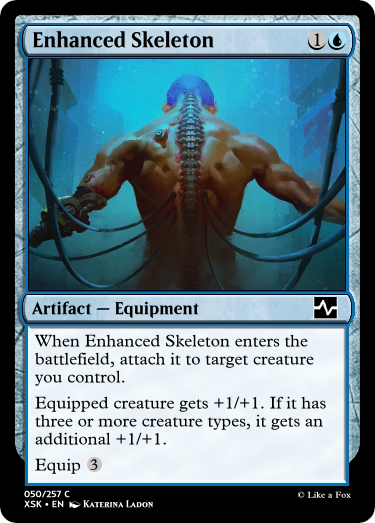 Enhanced Skeleton 1
Artifact — Equipment
When Enhanced Skeleton enters the
battlefield, attach it to target creature
you control.
Equipped creature gets +1/+1. If it has
three or more creature types, it gets an
additional +1/+1.
Equip 3
050/257 C
XSK • EN Katerina Ladon
© Like a Fox